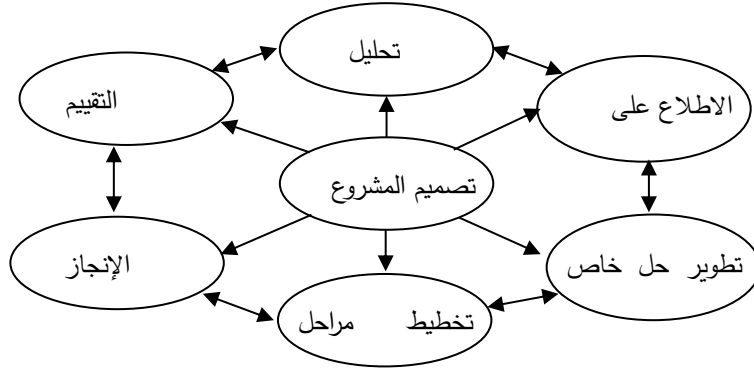 تحليل
الاطلاع على
التقييم
تصميم المشروع
تطوير حل خاص
الإنجاز
تخطيط مراحل